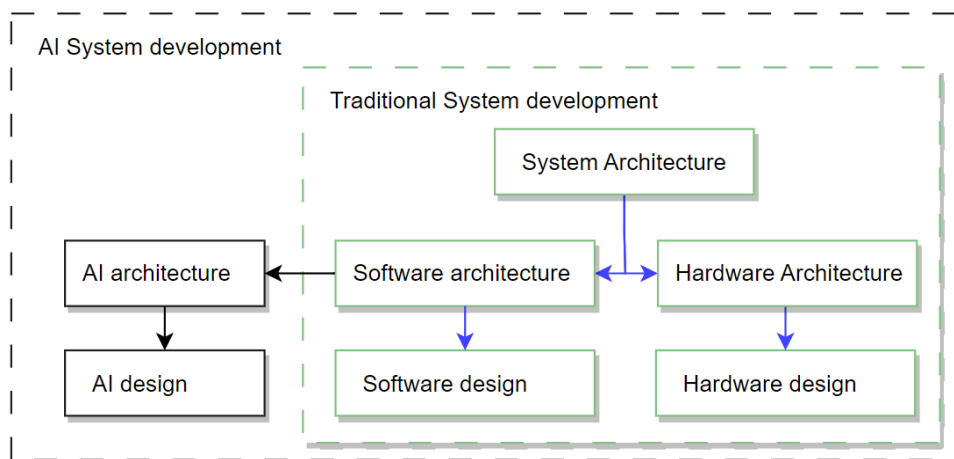 AI System development
Traditional System development
System Architecture
AI architecture
Software architecture
Hardware Architecture
AI design
Software design
Hardware design